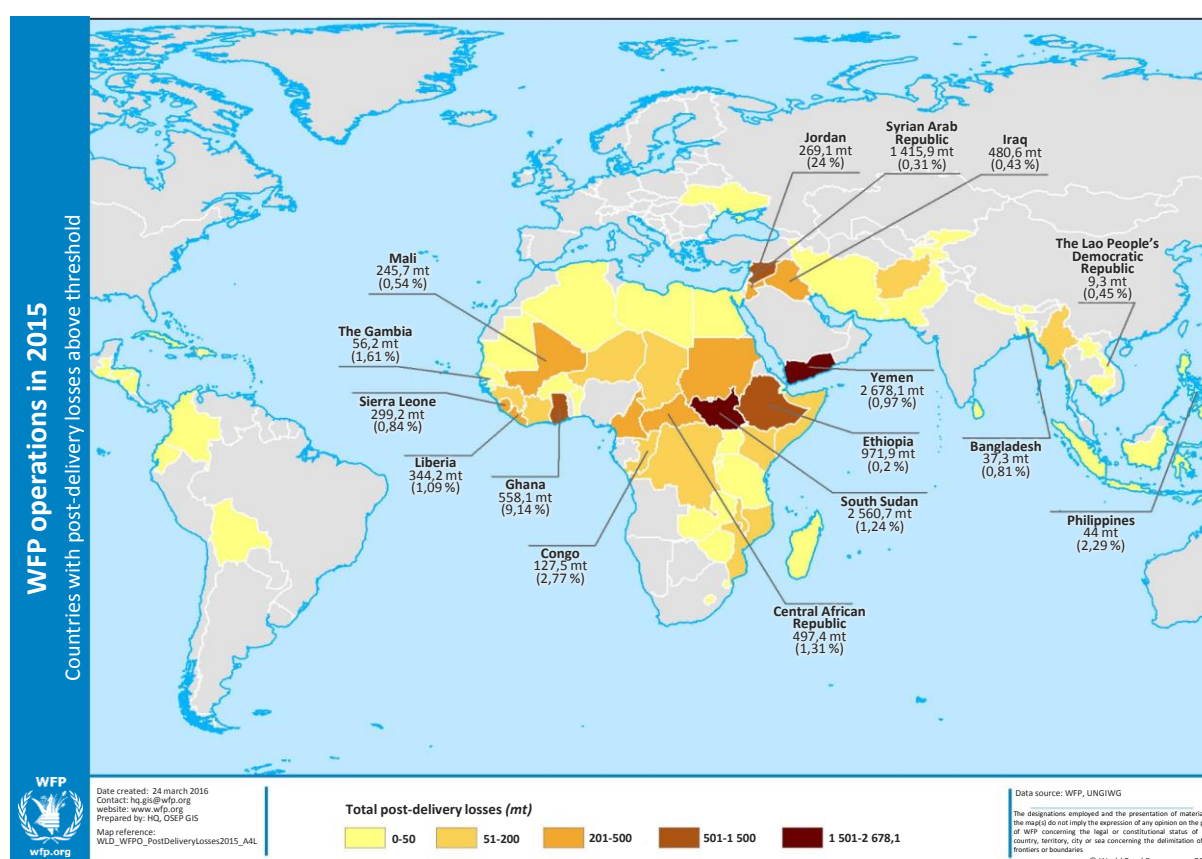 WFP operations in 2015
Countries with post-delivery losses above threshold
Jordan
269,1 mt
(24 %)
Syrian Arab
Republic
1 415,9 mt
(0,31 %)
Iraq
480,6 mt
(0,43 %)
The Lao People's
Democratic
Republic
9,3 mt
(0,45 %)
Mali
245,7 mt
(0,54 %)
The Gambia
56,2 mt
(1,61 %)
Sierra Leone
299,2 mt
(0,84 %)
Liberia
344,2 mt
(1,09 %)
Ghana
558,1 mt
(9,14 %)
Congo
127,5 mt
(2,77 %)
Yemen
2 678,1 mt
(0,97 %)
Ethiopia
971,9 mt
(0,2 %)
South Sudan
2 560,7 mt
(1,24 %)
Central African
Republic
497,4 mt
(1,31 %)
Bangladesh
37,3 mt
(0,81 %)
Philippines
44 mt
(2,29 %)
WFP
wfp.org
Date created: 24 march 2016
Contact: hq.gis@wfp.org
website: www.wfp.org
Prepared by: HQ, OSEP GIS
Map reference:
WLD_WFPO_PostDeliveryLosses2015_A4L
Total post-delivery losses (mt)
0-50
51-200
201-500
501-1 500
1 501-2 678,1
Data source: WFP, UNGIWG
The designations employed and the presentation of material
the map(s) do not imply the expression of any opinion on the
of WFP concerning the legal or constitutional status of
country, territory, city or sea concerning the delimitation
frontiers or boundaries